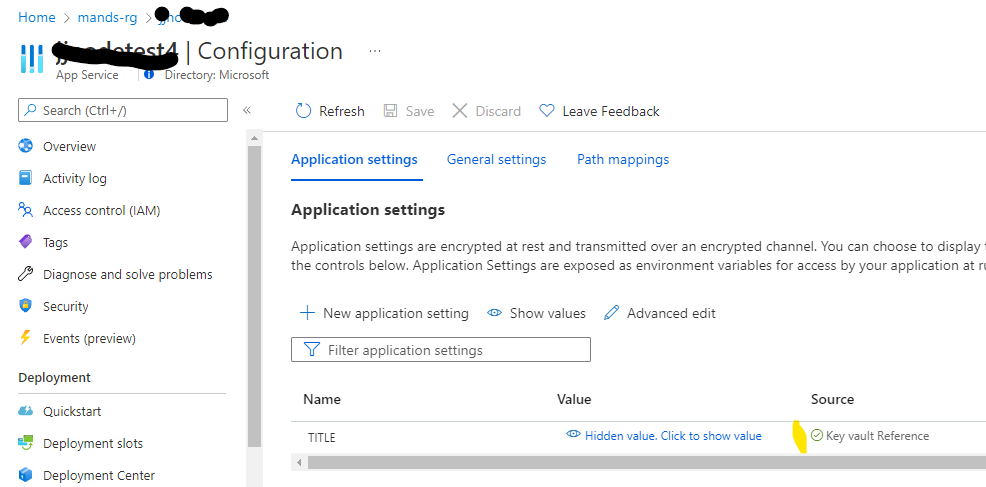 Home > mands-rg >
| Configuration ...
App Service | Directory: Microsoft
Search (Ctrl+/) «
Refresh Save Discard Leave Feedback
Overview
Activity log
Access control (IAM)
Tags
Diagnose and solve problems
Security
Events (preview)
Deployment
Quickstart
Deployment slots
Deployment Center
Application settings General settings Path mappings
Application settings
Application settings are encrypted at rest and transmitted over an encrypted channel. You can choose to display
the controls below. Application Settings are exposed as environment variables for access by your application at
New application setting Show values Advanced edit
Filter application settings
Name Value Source
TITLE Hidden value. Click to show value Key vault Reference